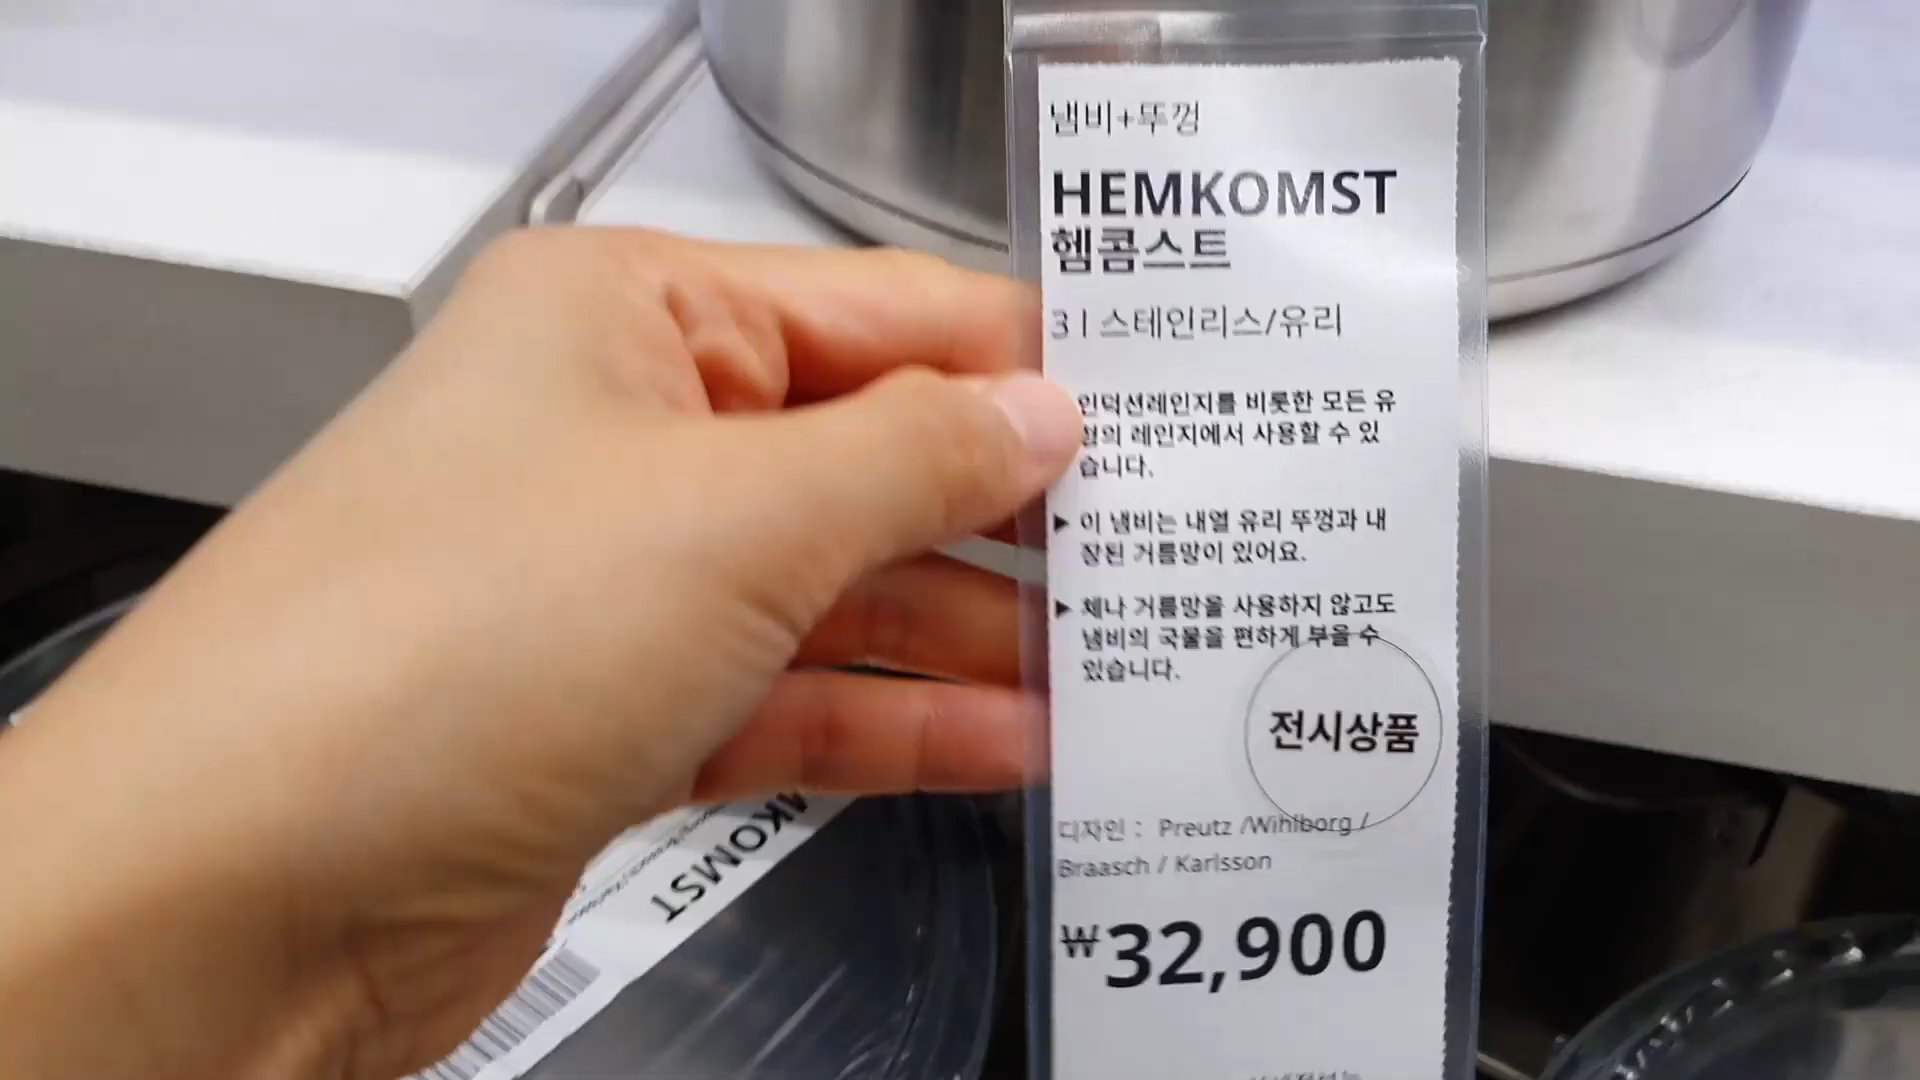 냄비+뚜껑
HEMKOMST
헴콤스트
3 l 스테인리스/유리
인덕션레인지를 비롯한 모든 유
형의 레인지에서 사용할 수 있
습니다.
▶ 이 냄비는 내열 유리 뚜껑과 내
장된 거름망이 있어요.
▶ 체나 거름망을 사용하지 않고도
냄비의 국물을 편하게 부을 수
있습니다.
전시상품
디자인 : Preutz /Wihlborg /
Braasch / Karlsson
₩32,900
MKOMST